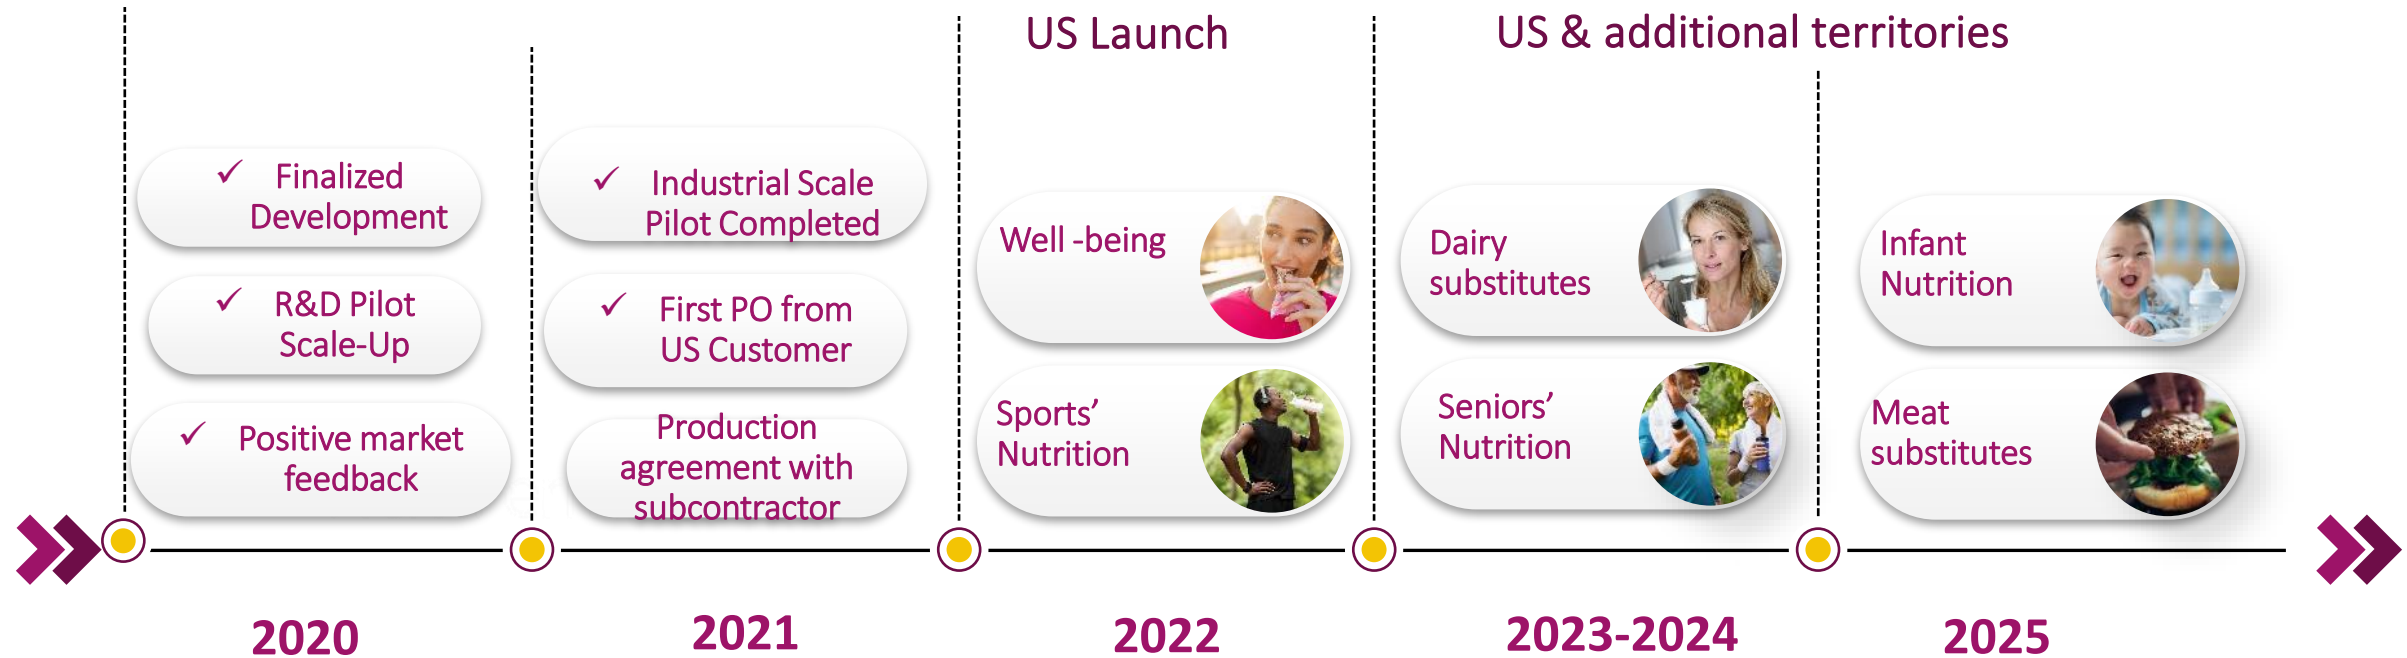 US Launch
US & additional territories
✓ Finalized
Development
✓ R&D Pilot
Scale-Up
✓ Positive market
feedback
✓ Industrial Scale
Pilot Completed
✓ First PO from
US Customer
Production
agreement with
subcontractor
Well -being
Sports’
Nutrition
Dairy
substitutes
Seniors’
Nutrition
Infant
Nutrition
Meat
substitutes
2020
2021
2022
2023-2024
2025